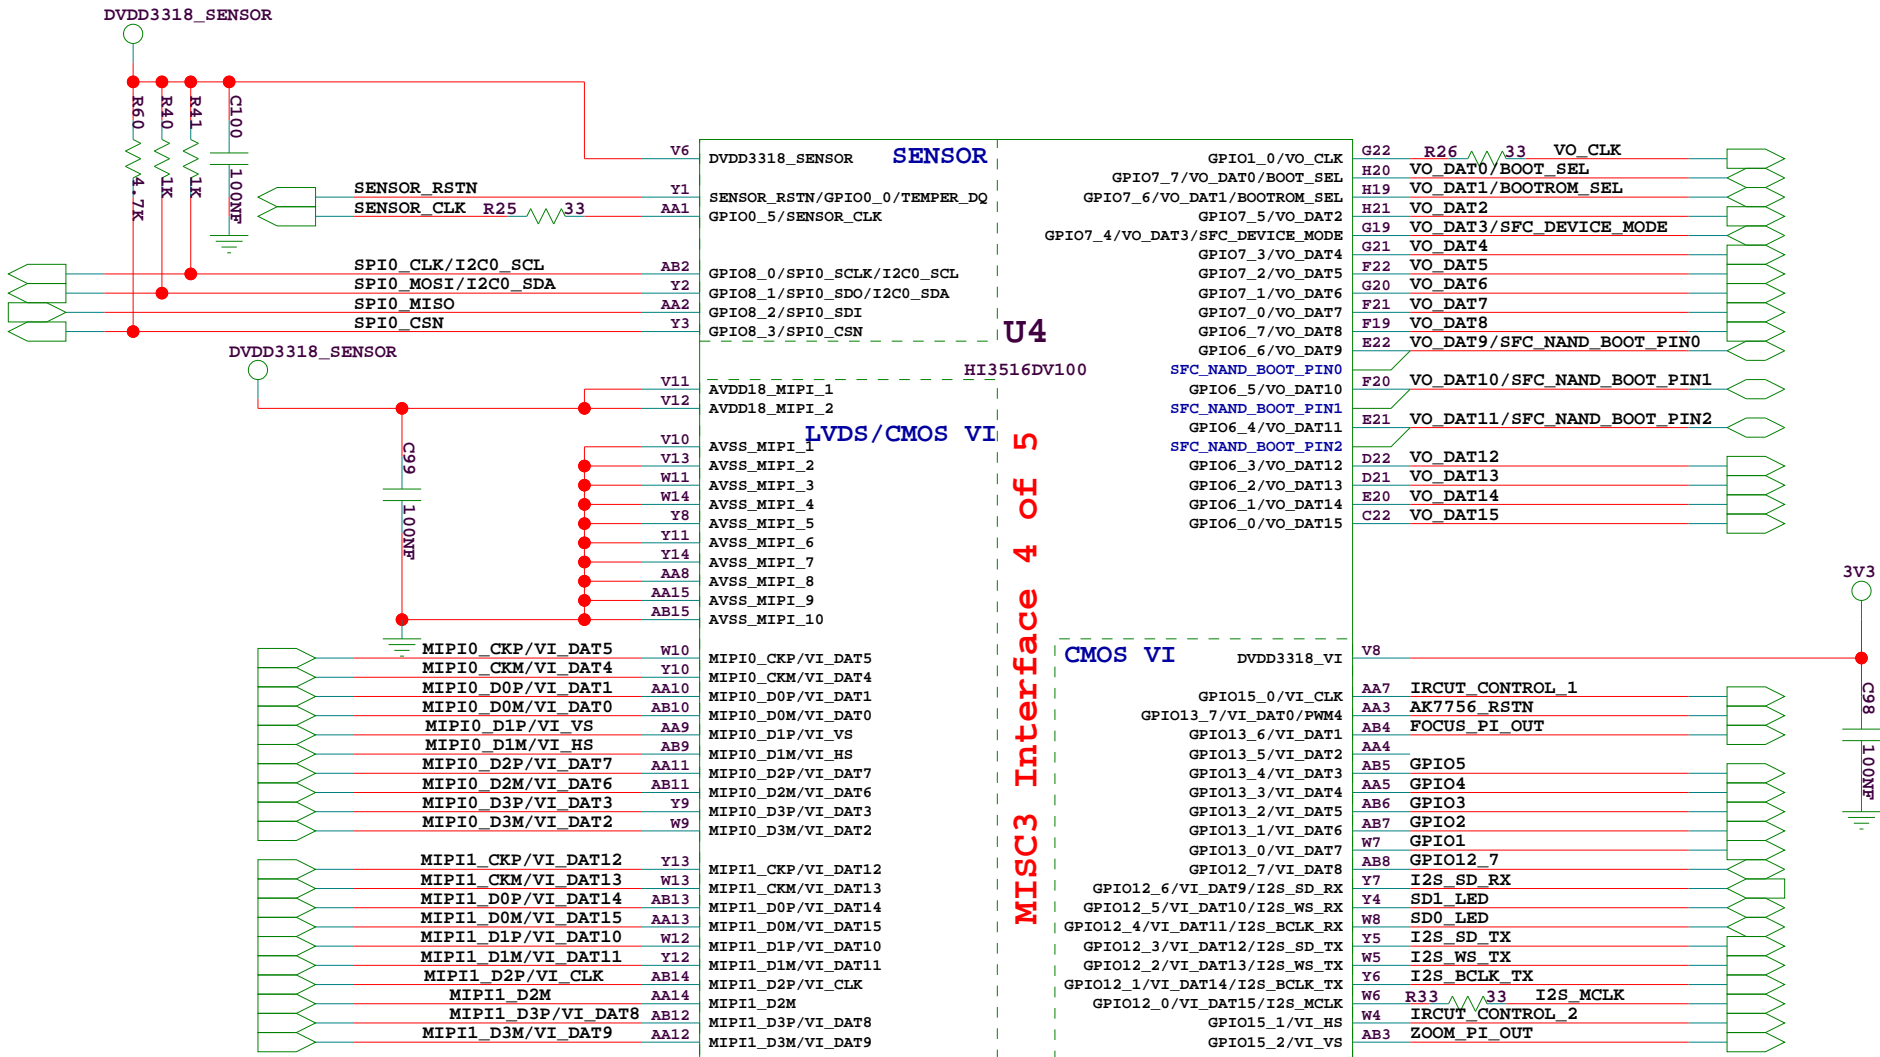 DVDD3318_SENSOR
R60 4.7K
R40 1K
R41 1K
C100 100NF
SENSOR_RSTN Y1
SENSOR_CLK R25 33 AA1
SPI0_CLK/I2C0_SCL AB2
SPI0_MOSI/I2C0_SDA Y2
SPI0_MISO AA2
SPI0_CSN Y3
V6 DVDD3318_SENSOR SENSOR
SENSOR_RSTN/GPIO0_0/TEMPER_DQ
GPIO0_5/SENSOR_CLK
GPIO8_0/SPI0_SCLK/I2C0_SCL
GPIO8_1/SPI0_SDO/I2C0_SDA
GPIO8_2/SPI0_SDI
GPIO8_3/SPI0_CSN
U4
HI3516DV100
DVDD3318_SENSOR
C99 100NF
V11 AVDD18_MIPI_1
V12 AVDD18_MIPI_2
LVDS/CMOS VI
V10 AVSS_MIPI_1
V13 AVSS_MIPI_2
W11 AVSS_MIPI_3
W14 AVSS_MIPI_4
Y8 AVSS_MIPI_5
Y11 AVSS_MIPI_6
Y14 AVSS_MIPI_7
AA8 AVSS_MIPI_8
AA15 AVSS_MIPI_9
AB15 AVSS_MIPI_10
MIPI0_CKP/VI_DAT5 W10 MIPI0_CKP/VI_DAT5
MIPI0_CKM/VI_DAT4 Y10 MIPI0_CKM/VI_DAT4
MIPI0_D0P/VI_DAT1 AA10 MIPI0_D0P/VI_DAT1
MIPI0_D0M/VI_DAT0 AB10 MIPI0_D0M/VI_DAT0
MIPI0_D1P/VI_VS AA9 MIPI0_D1P/VI_VS
MIPI0_D1M/VI_HS AB9 MIPI0_D1M/VI_HS
MIPI0_D2P/VI_DAT7 AA11 MIPI0_D2P/VI_DAT7
MIPI0_D2M/VI_DAT6 AB11 MIPI0_D2M/VI_DAT6
MIPI0_D3P/VI_DAT3 Y9 MIPI0_D3P/VI_DAT3
MIPI0_D3M/VI_DAT2 W9 MIPI0_D3M/VI_DAT2
MIPI1_CKP/VI_DAT12 Y13 MIPI1_CKP/VI_DAT12
MIPI1_CKM/VI_DAT13 W13 MIPI1_CKM/VI_DAT13
MIPI1_D0P/VI_DAT14 AB13 MIPI1_D0P/VI_DAT14
MIPI1_D0M/VI_DAT15 AA13 MIPI1_D0M/VI_DAT15
MIPI1_D1P/VI_DAT10 W12 MIPI1_D1P/VI_DAT10
MIPI1_D1M/VI_DAT11 Y12 MIPI1_D1M/VI_DAT11
MIPI1_D2P/VI_CLK AB14 MIPI1_D2P/VI_CLK
MIPI1_D2M AA14 MIPI1_D2M
MIPI1_D3P/VI_DAT8 AB12 MIPI1_D3P/VI_DAT8
MIPI1_D3M/VI_DAT9 AA12 MIPI1_D3M/VI_DAT9
MISC3 Interface 4 of 5
GPIO1_0/VO_CLK G22 R26 33 VO_CLK
GPIO7_7/VO_DAT0/BOOT_SEL H20 VO_DAT0/BOOT_SEL
GPIO7_6/VO_DAT1/BOOTROM_SEL H19 VO_DAT1/BOOTROM_SEL
GPIO7_5/VO_DAT2 H21 VO_DAT2
GPIO7_4/VO_DAT3/SFC_DEVICE_MODE G19 VO_DAT3/SFC_DEVICE_MODE
GPIO7_3/VO_DAT4 G21 VO_DAT4
GPIO7_2/VO_DAT5 F22 VO_DAT5
GPIO7_1/VO_DAT6 G20 VO_DAT6
GPIO7_0/VO_DAT7 F21 VO_DAT7
GPIO6_7/VO_DAT8 F19 VO_DAT8
GPIO6_6/VO_DAT9 E22 VO_DAT9/SFC_NAND_BOOT_PIN0
SFC_NAND_BOOT_PIN0
GPIO6_5/VO_DAT10 F20 VO_DAT10/SFC_NAND_BOOT_PIN1
SFC_NAND_BOOT_PIN1
GPIO6_4/VO_DAT11 E21 VO_DAT11/SFC_NAND_BOOT_PIN2
SFC_NAND_BOOT_PIN2
GPIO6_3/VO_DAT12 D22 VO_DAT12
GPIO6_2/VO_DAT13 D21 VO_DAT13
GPIO6_1/VO_DAT14 E20 VO_DAT14
GPIO6_0/VO_DAT15 C22 VO_DAT15
3V3
C98 100NF
CMOS VI
DVDD3318_VI V8
GPIO15_0/VI_CLK AA7 IRCUT_CONTROL_1
GPIO13_7/VI_DAT0/PWM4 AA3 AK7756_RSTN
GPIO13_6/VI_DAT1 AB4 FOCUS_PI_OUT
GPIO13_5/VI_DAT2 AA4
GPIO13_4/VI_DAT3 AB5 GPIO5
GPIO13_3/VI_DAT4 AA5 GPIO4
GPIO13_2/VI_DAT5 AB6 GPIO3
GPIO13_1/VI_DAT6 AB7 GPIO2
GPIO13_0/VI_DAT7 W7 GPIO1
GPIO12_7/VI_DAT8 AB8 GPIO12_7
GPIO12_6/VI_DAT9/I2S_SD_RX Y7 I2S_SD_RX
GPIO12_5/VI_DAT10/I2S_WS_RX Y4 SD1_LED
GPIO12_4/VI_DAT11/I2S_BCLK_RX W8 SD0_LED
GPIO12_3/VI_DAT12/I2S_SD_TX Y5 I2S_SD_TX
GPIO12_2/VI_DAT13/I2S_WS_TX W5 I2S_WS_TX
GPIO12_1/VI_DAT14/I2S_BCLK_TX Y6 I2S_BCLK_TX
GPIO12_0/VI_DAT15/I2S_MCLK W6 R33 33 I2S_MCLK
GPIO15_1/VI_HS W4 IRCUT_CONTROL_2
GPIO15_2/VI_VS AB3 ZOOM_PI_OUT